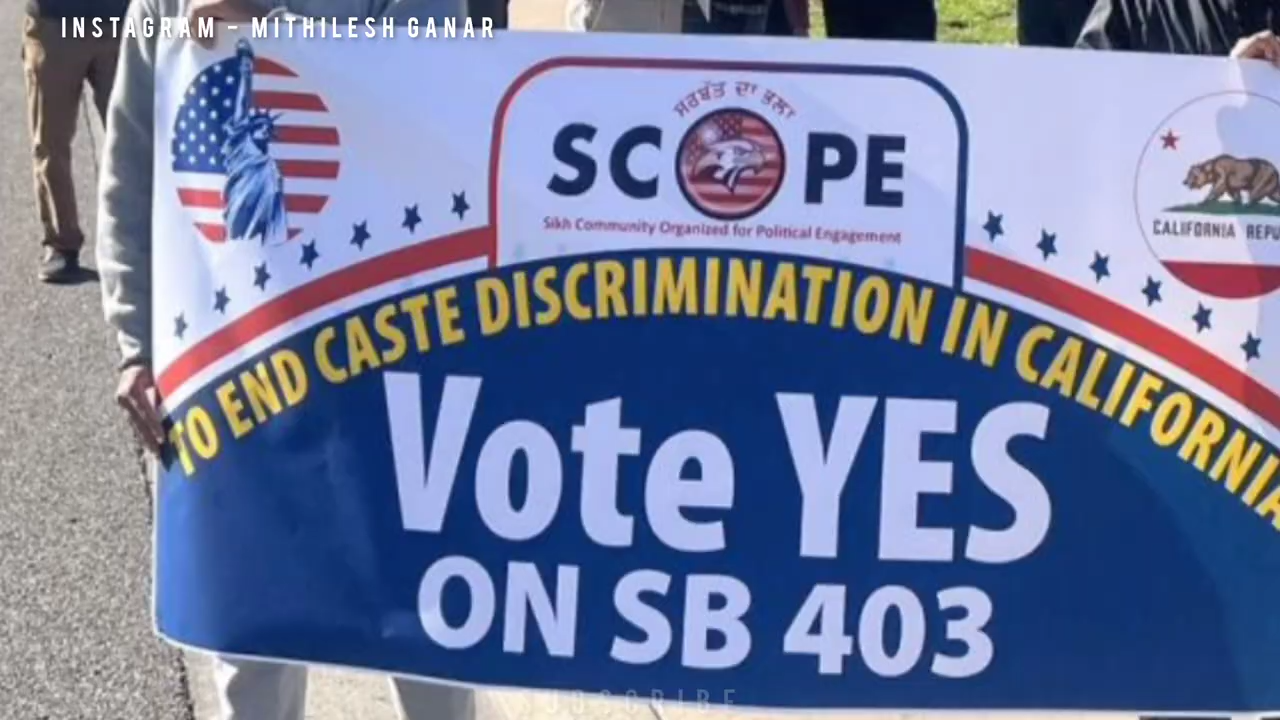 INSTAGRAM - MITHILESH GANAR
ਸਰਬੱਤ ਦਾ ਭਲਾ
SCOPE
Sikh Community Organized for Political Engagement
CALIFORNIA REPU
TO END CASTE DISCRIMINATION IN CALIFORNIA
Vote YES
ON SB 403